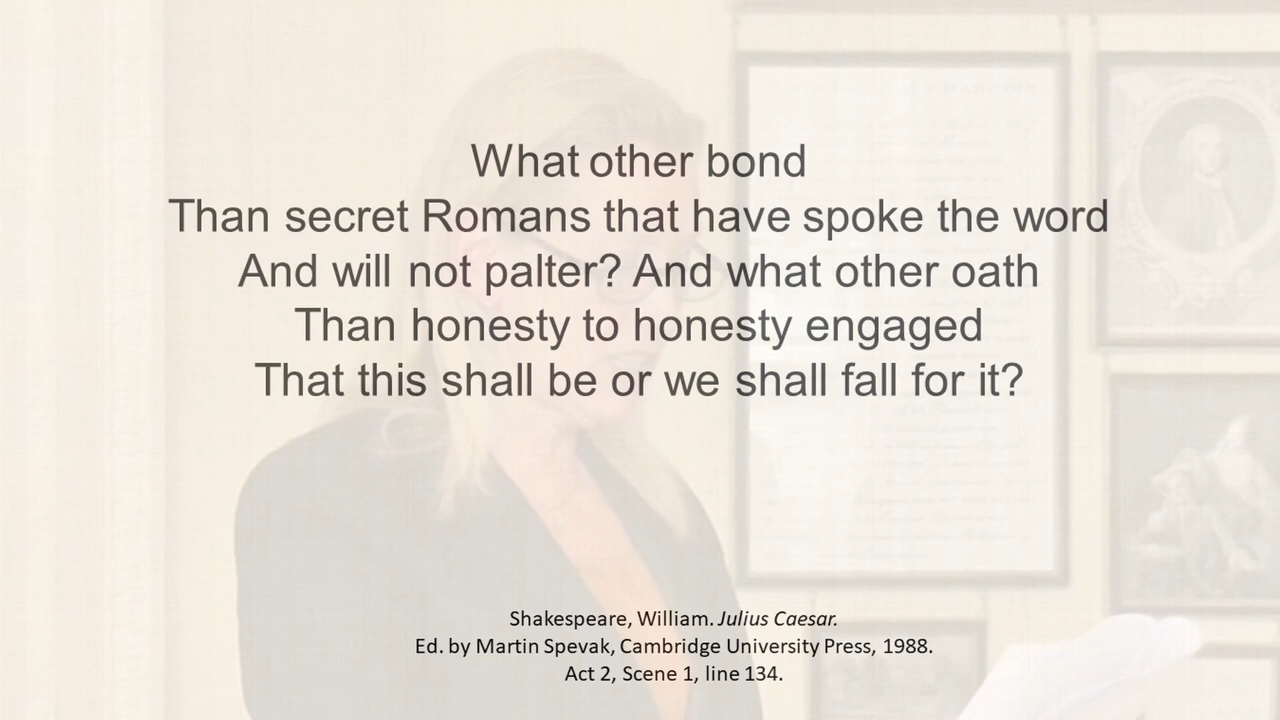 What other bond
Than secret Romans that have spoke the word
And will not palter? And what other oath
Than honesty to honesty engaged
That this shall be or we shall fall for it?
Shakespeare, William. Julius Caesar.
Ed. by Martin Spevak, Cambridge University Press, 1988.
Act 2, Scene 1, line 134.